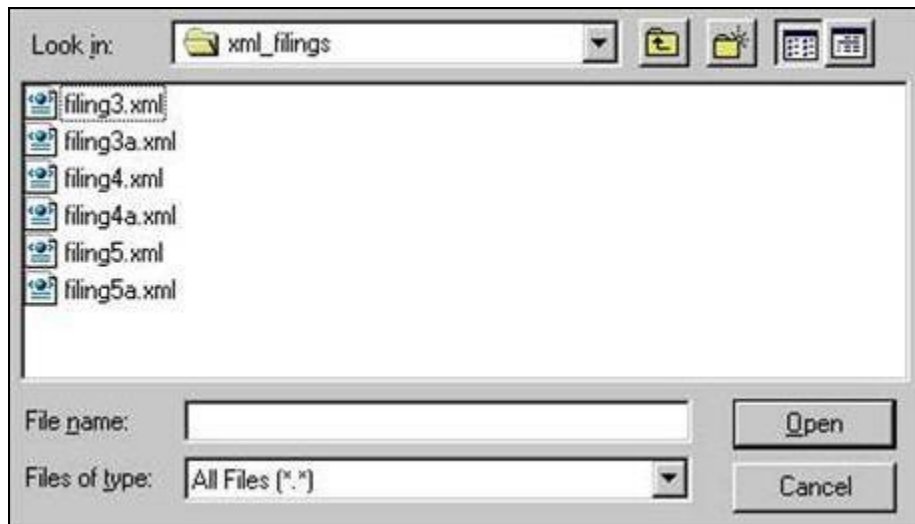 Look in: xml_filings
filing3.xml
filing3a.xml
filing4.xml
filing4a.xml
filing5.xml
filing5a.xml
File name:
Open
Files of type: All Files (*.*)
Cancel